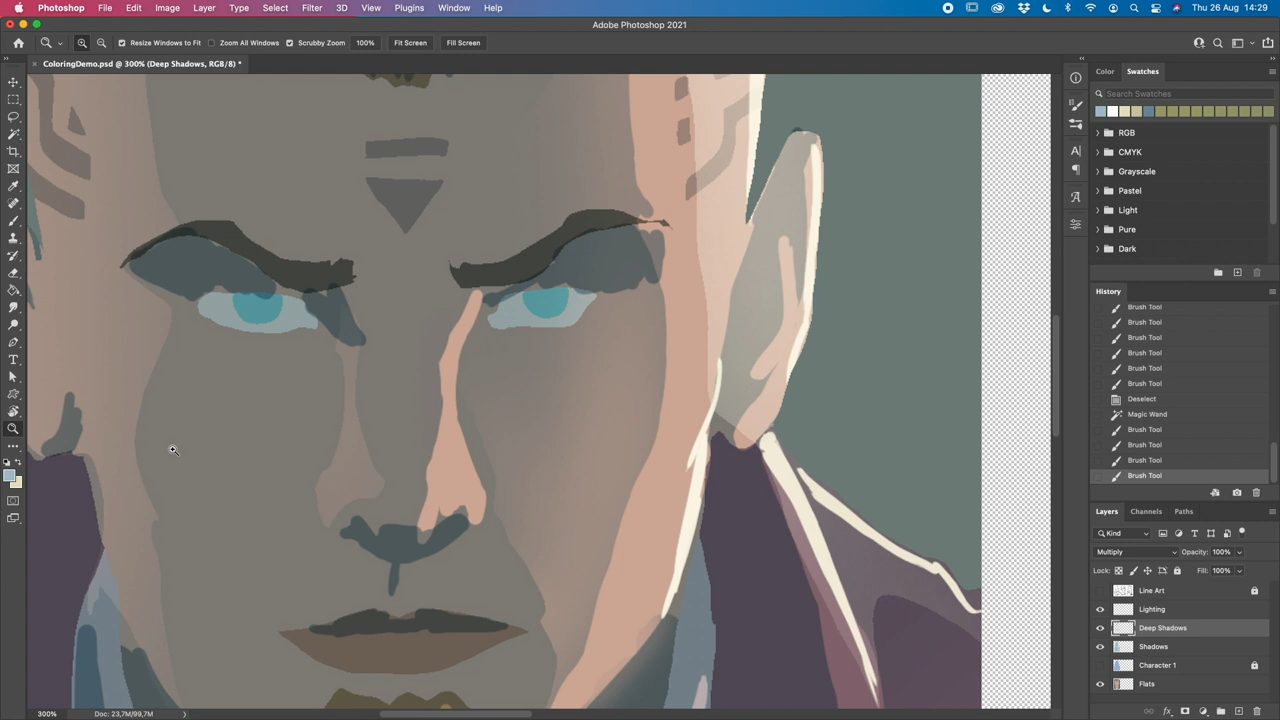 Photoshop File Edit Image Layer Type Select Filter 3D View Plugins Window Help Thu 26 Aug 14:29
Adobe Photoshop 2021
Resize Windows to Fit Zoom All Windows Scrubby Zoom 100% Fit Screen Fill Screen
ColoringDemo.psd @ 300% (Deep Shadows, RGB/8) *
Color Swatches
Search Swatches
RGB
CMYK
Grayscale
Pastel
Light
Pure
Dark
History
Brush Tool
Brush Tool
Brush Tool
Brush Tool
Brush Tool
Brush Tool
Deselect
Magic Wand
Brush Tool
Brush Tool
Brush Tool
Brush Tool
Layers Channels Paths
Kind
Multiply Opacity: 100%
Lock: Fill: 100%
Line Art
Lighting
Deep Shadows
Shadows
Character 1
Flats
300% Doc: 23,7M/99,7M